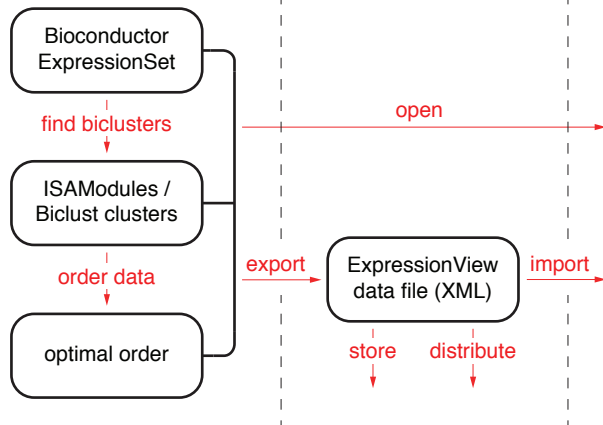 Bioconductor
ExpressionSet
find biclusters
open
ISAModules /
Biclust clusters
order data
export
ExpressionView
data file (XML)
import
optimal order
store
distribute